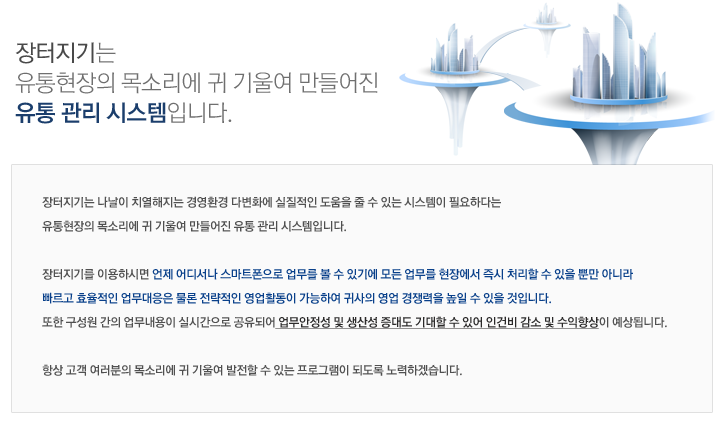 장터지기는
유통현장의 목소리에 귀 기울여 만들어진
유통 관리 시스템입니다.
장터지기는 나날이 치열해지는 경영환경 다변화에 실질적인 도움을 줄 수 있는 시스템이 필요하다는
유통현장의 목소리에 귀 기울여 만들어진 유통 관리 시스템입니다.
장터지기를 이용하시면 언제 어디서나 스마트폰으로 업무를 볼 수 있기에 모든 업무를 현장에서 즉시 처리할 수 있을 뿐만 아니라
빠르고 효율적인 업무대응은 물론 전략적인 영업활동이 가능하여 귀사의 영업 경쟁력을 높일 수 있을 것입니다.
또한 구성원 간의 업무내용이 실시간으로 공유되어 업무안정성 및 생산성 증대도 기대할 수 있어 인건비 감소 및 수익향상이 예상됩니다.
항상 고객 여러분의 목소리에 귀 기울여 발전할 수 있는 프로그램이 되도록 노력하겠습니다.